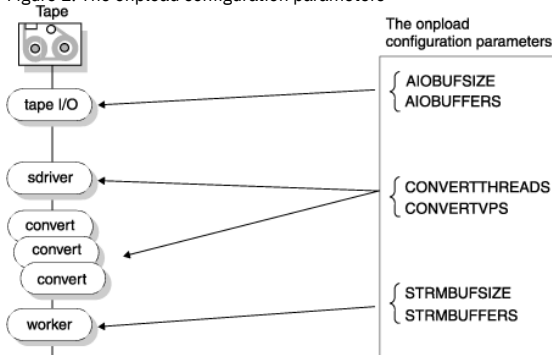 Figure 2. The onpload configuration parameters
Tape
The onpload
configuration parameters
tape I/O
AIOBUFSIZE
AIOBUFFERS
sdriver
CONVERTTHREADS
CONVERTVPS
convert
convert
convert
STRMBUFSIZE
STRMBUFFERS
worker